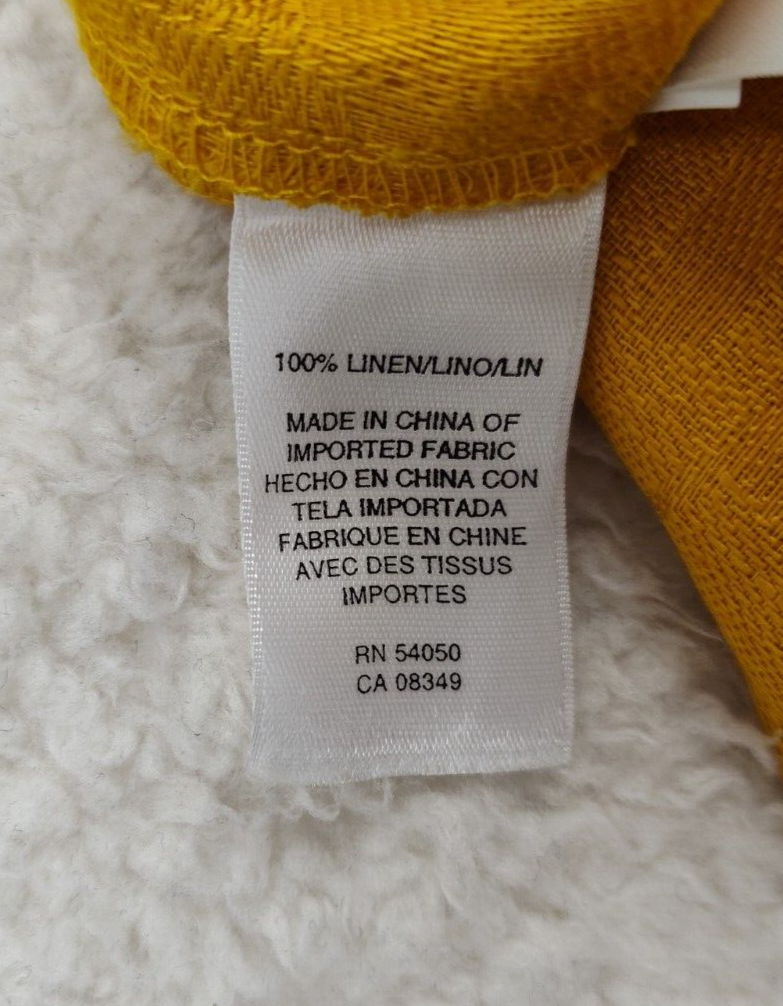 100% LINEN/LINO/LIN
MADE IN CHINA OF
IMPORTED FABRIC
HECHO EN CHINA CON
TELA IMPORTADA
FABRIQUE EN CHINE
AVEC DES TISSUS
IMPORTES
RN 54050
CA 08349